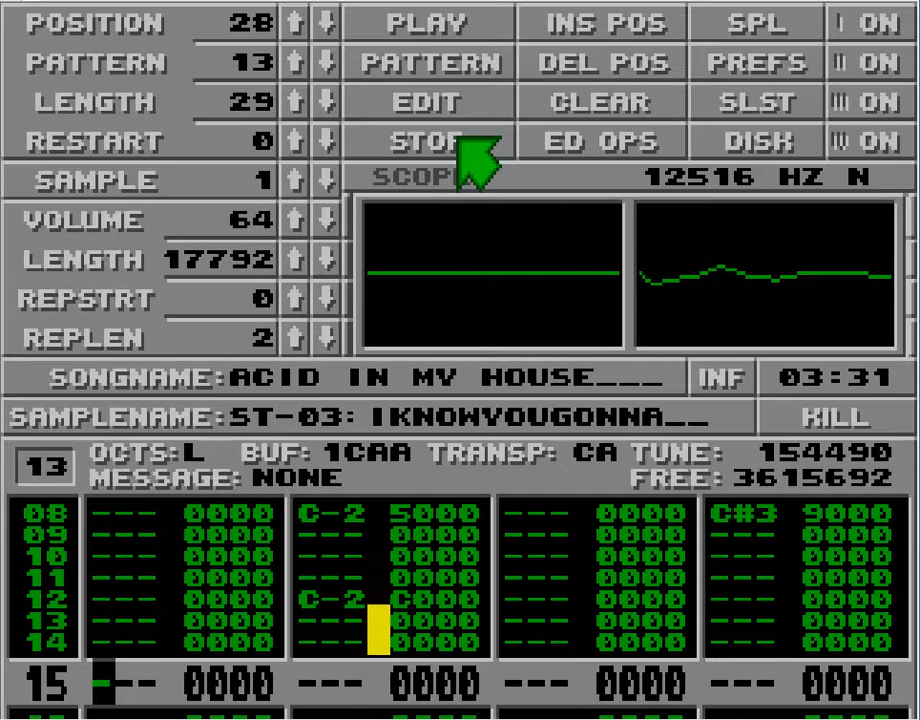 POSITION 28 PLAY INS POS SPL I ON
PATTERN 13 PATTERN DEL POS PREFS II ON
LENGTH 29 EDIT CLEAR SLST III ON
RESTART 0 STOP ED OPS DISK IV ON
SAMPLE 1 SCOP 12516 HZ N
VOLUME 64
LENGTH 17792
REPSTRT 0
REPLEN 2
SONGNAME:ACID IN MY HOUSE___ INF 03:31
SAMPLENAME:ST-03: IKNOWYOUGONNA__ KILL
13 OCTS:L BUF: 1CAA TRANSP: CA TUNE: 154490
MESSAGE: NONE FREE: 3615692
08 --- 0000 C-2 5000 --- 0000 C#3 9000
09 --- 0000 --- 0000 --- 0000 --- 0000
10 --- 0000 --- 0000 --- 0000 --- 0000
11 --- 0000 --- 0000 --- 0000 --- 0000
12 --- 0000 C-2 C000 --- 0000 --- 0000
13 --- 0000 --- 0000 --- 0000 --- 0000
14 --- 0000 --- 0000 --- 0000 --- 0000
15 --- 0000 --- 0000 --- 0000 --- 0000